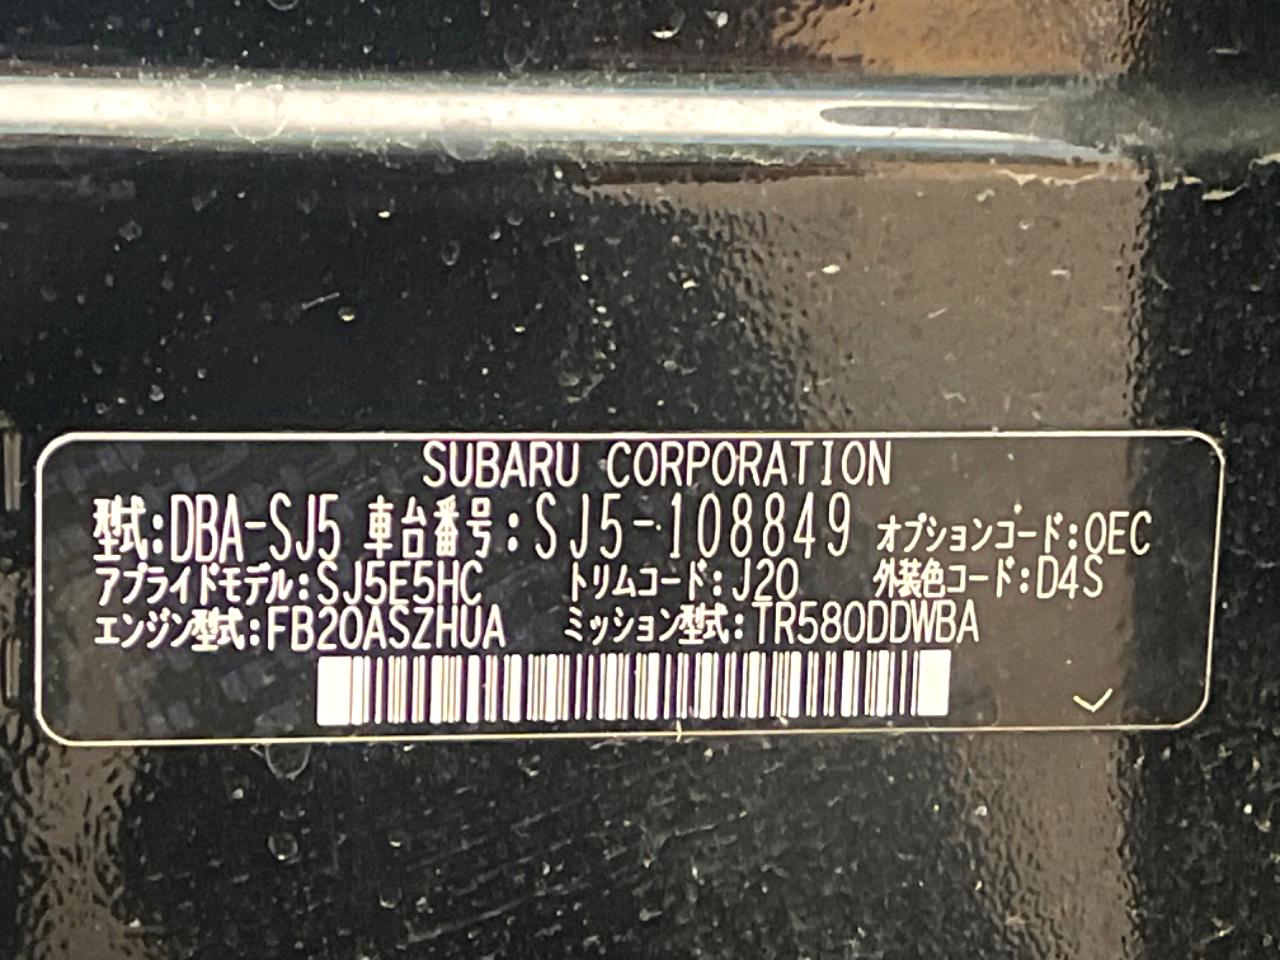 SUBARU CORPORATION
型式:DBA-SJ5 車台番号:SJ5-108849 オプションコード:QEC
アプライドモデル:SJ5E5HC トリムコード:J20 外装色コード:D4S
エンジン型式:FB20ASZHUA ミッション型式:TR580DDWBA